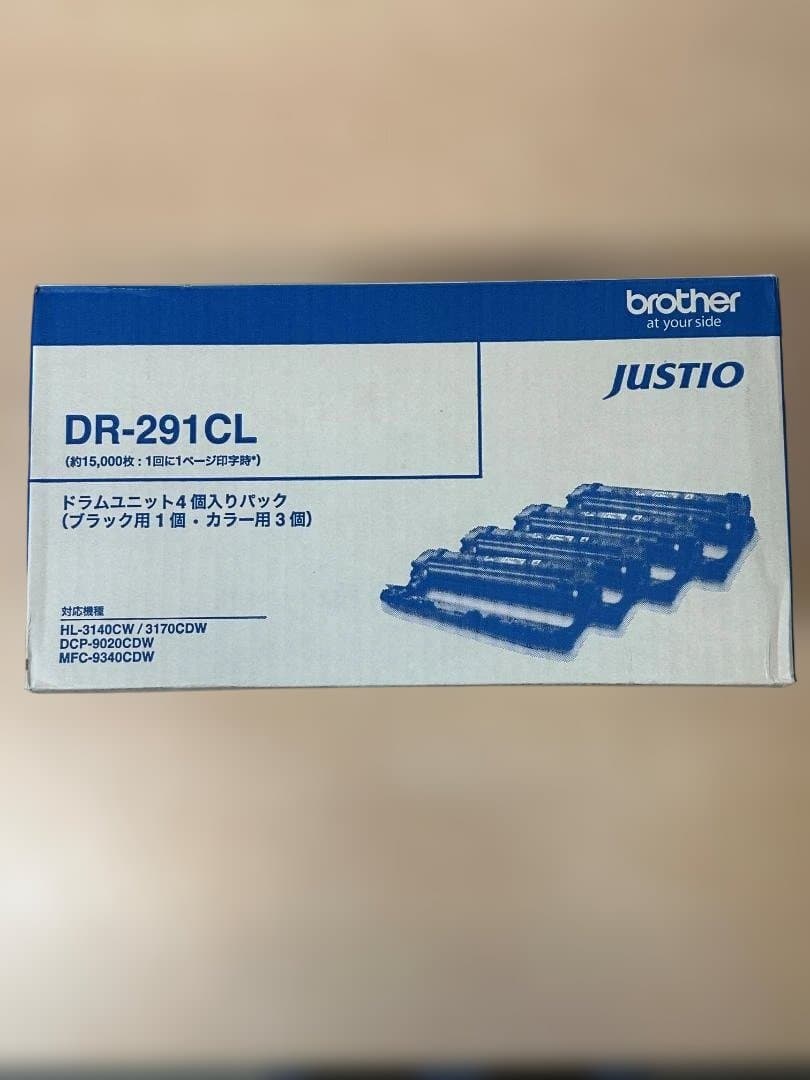 brother
at your side
JUSTIO
DR-291CL
(約15,000枚：1回に1ページ印字時*)
ドラムユニット4個入りパック
(ブラック用1個・カラー用3個)
対応機種
HL-3140CW / 3170CDW
DCP-9020CDW
MFC-9340CDW